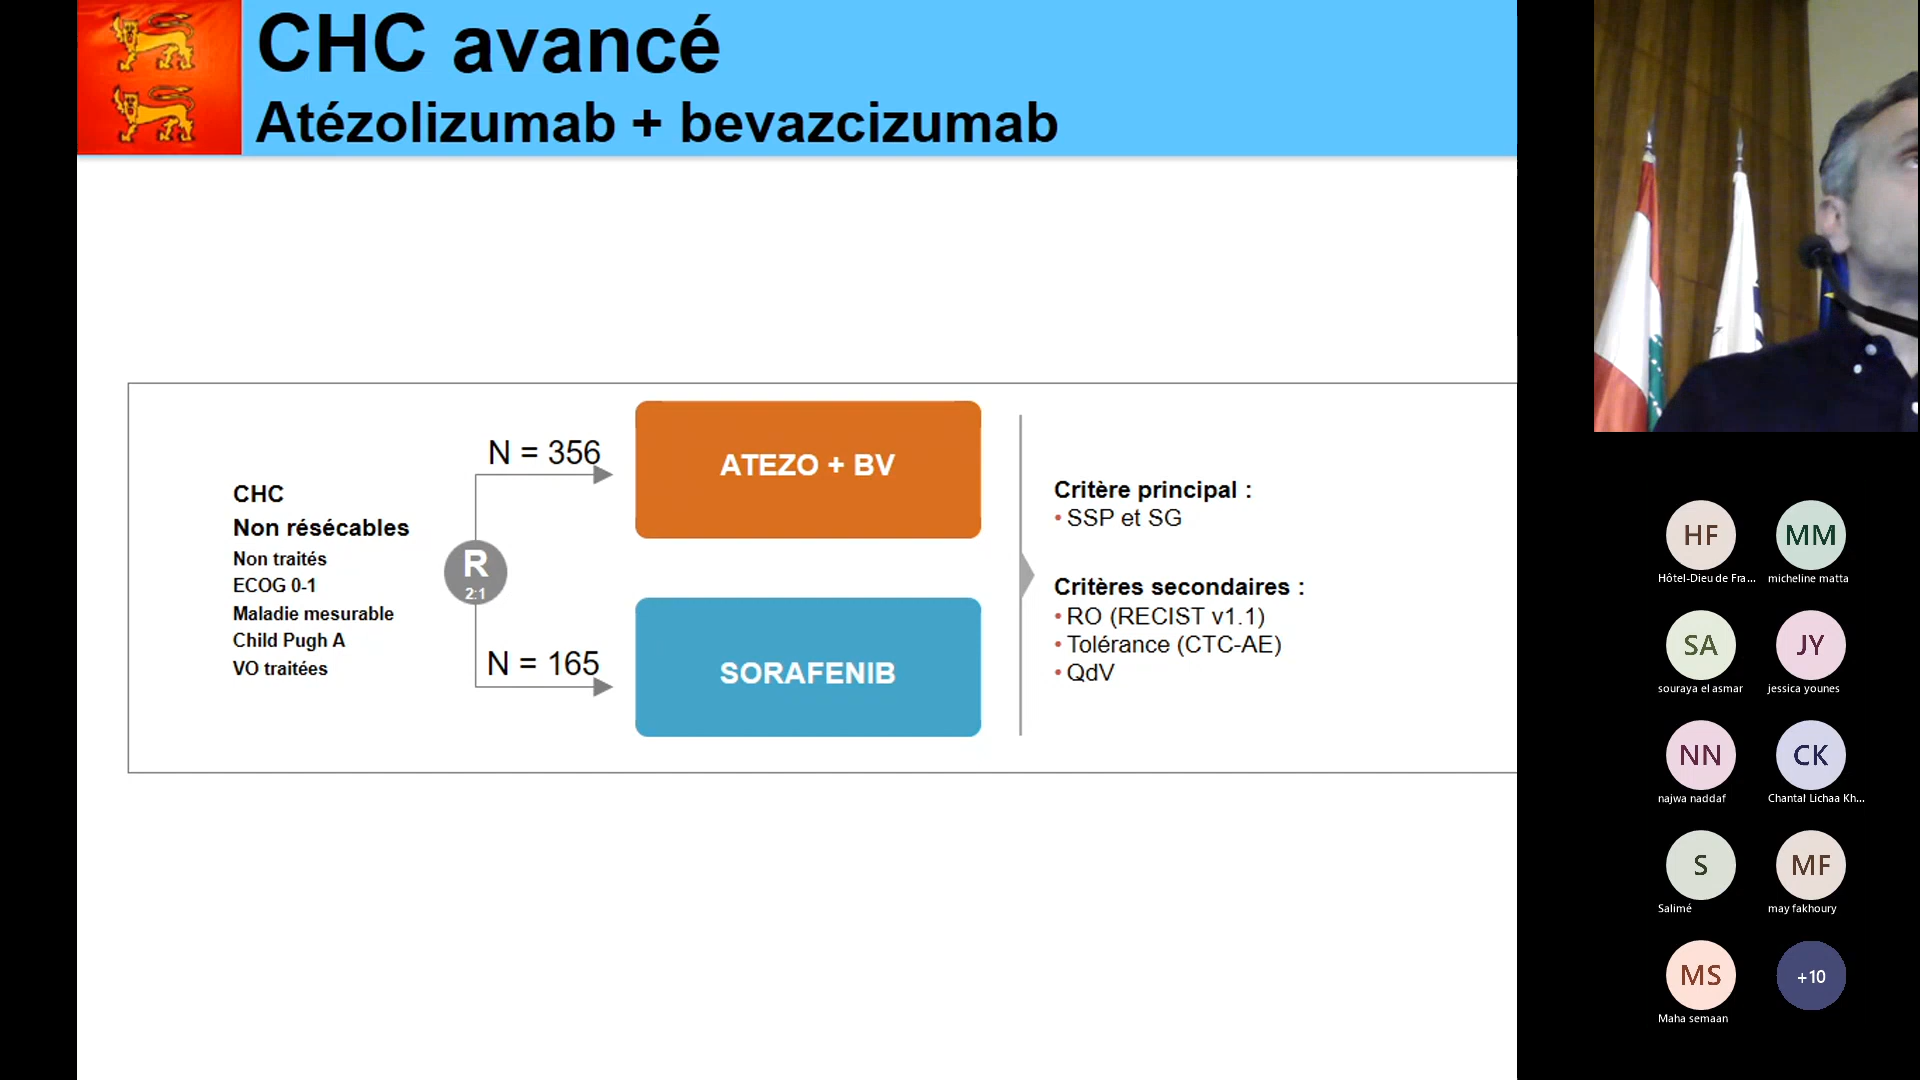 CHC avancé
Atézolizumab + bevazcizumab
CHC
Non résécables
Non traités
ECOG 0-1
Maladie mesurable
Child Pugh A
VO traitées
R
2:1
N = 356
N = 165
ATEZO + BV
SORAFENIB
Critère principal :
• SSP et SG
Critères secondaires :
• RO (RECIST v1.1)
• Tolérance (CTC-AE)
• QdV
HF
Hôtel-Dieu de Fra...
MM
micheline matta
SA
souraya el asmar
JY
jessica younes
NN
najwa naddaf
CK
Chantal Lichaa Kh...
S
Salimé
MF
may fakhoury
MS
Maha semaan
+10